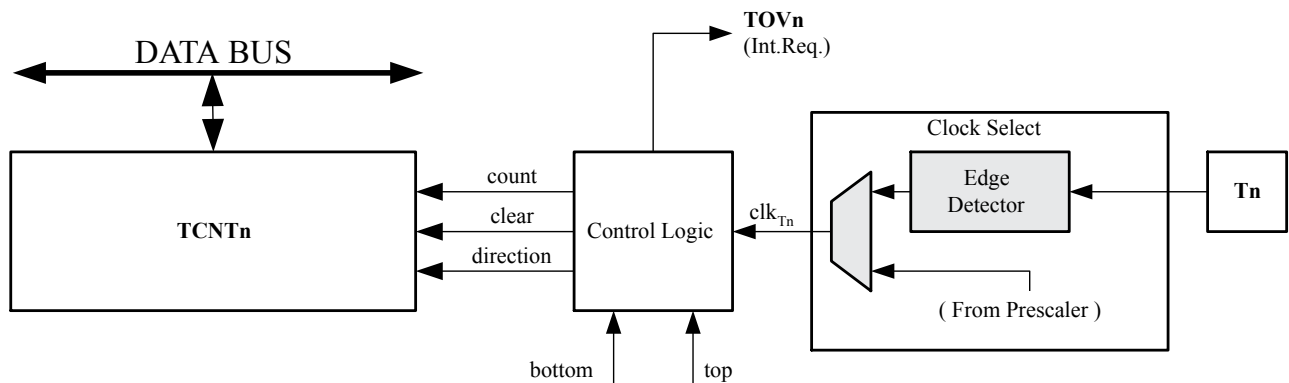 TOVn
(Int.Req.)
DATA BUS
Clock Select
count
clear
direction
TCNTn
Control Logic
clkTn
Edge
Detector
Tn
( From Prescaler )
bottom
top